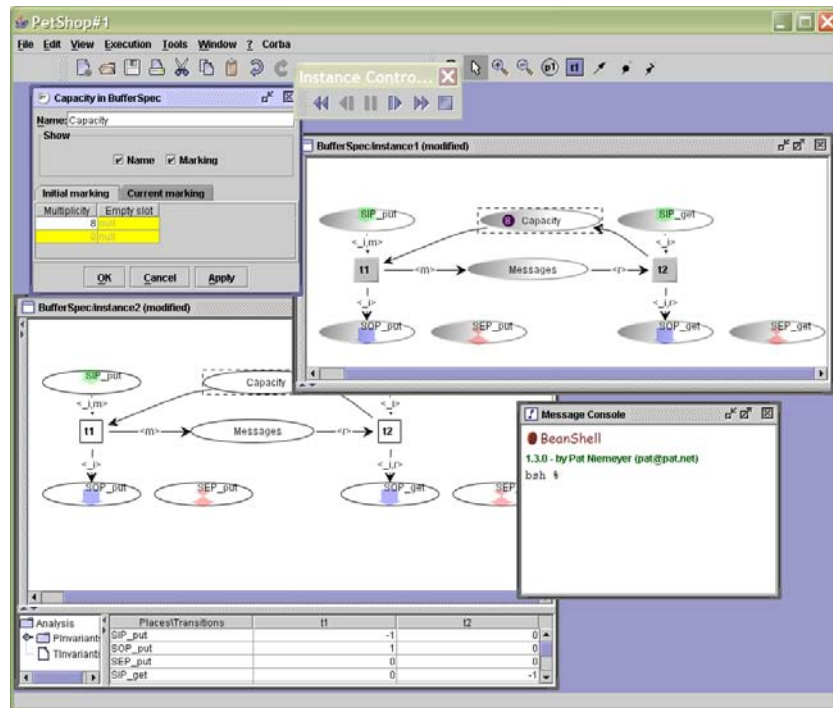 PetShop#1
File Edit View Execution Tools Window ? Corba
Instance Contro...
p1 t1
Capacity in BufferSpec
Name: Capacity
Show
Name Marking
Initial marking Current marking
Multiplicity Empty slot
8 null
0 null
OK Cancel Apply
BufferSpec:instance1 (modified)
SIP_put 8 Capacity SIP_get
<_i,m> <_i>
t1 <m> Messages <r> t2
<_i> <_i,r>
SOP_put SEP_put SOP_get SEP_get
BufferSpec:instance2 (modified)
SIP_put Capacity
<_i,m> <_i>
t1 <m> Messages <r> t2
<_i> <_i,r>
SOP_put SEP_put SOP_get
Message Console
BeanShell
1.3.0 - by Pat Niemeyer (pat@pat.net)
bsh %
Analysis
PInvariants
TInvariants
Places\Transitions t1 t2
SIP_put -1 0
SOP_put 1 0
SEP_put 0 0
SIP_get 0 -1